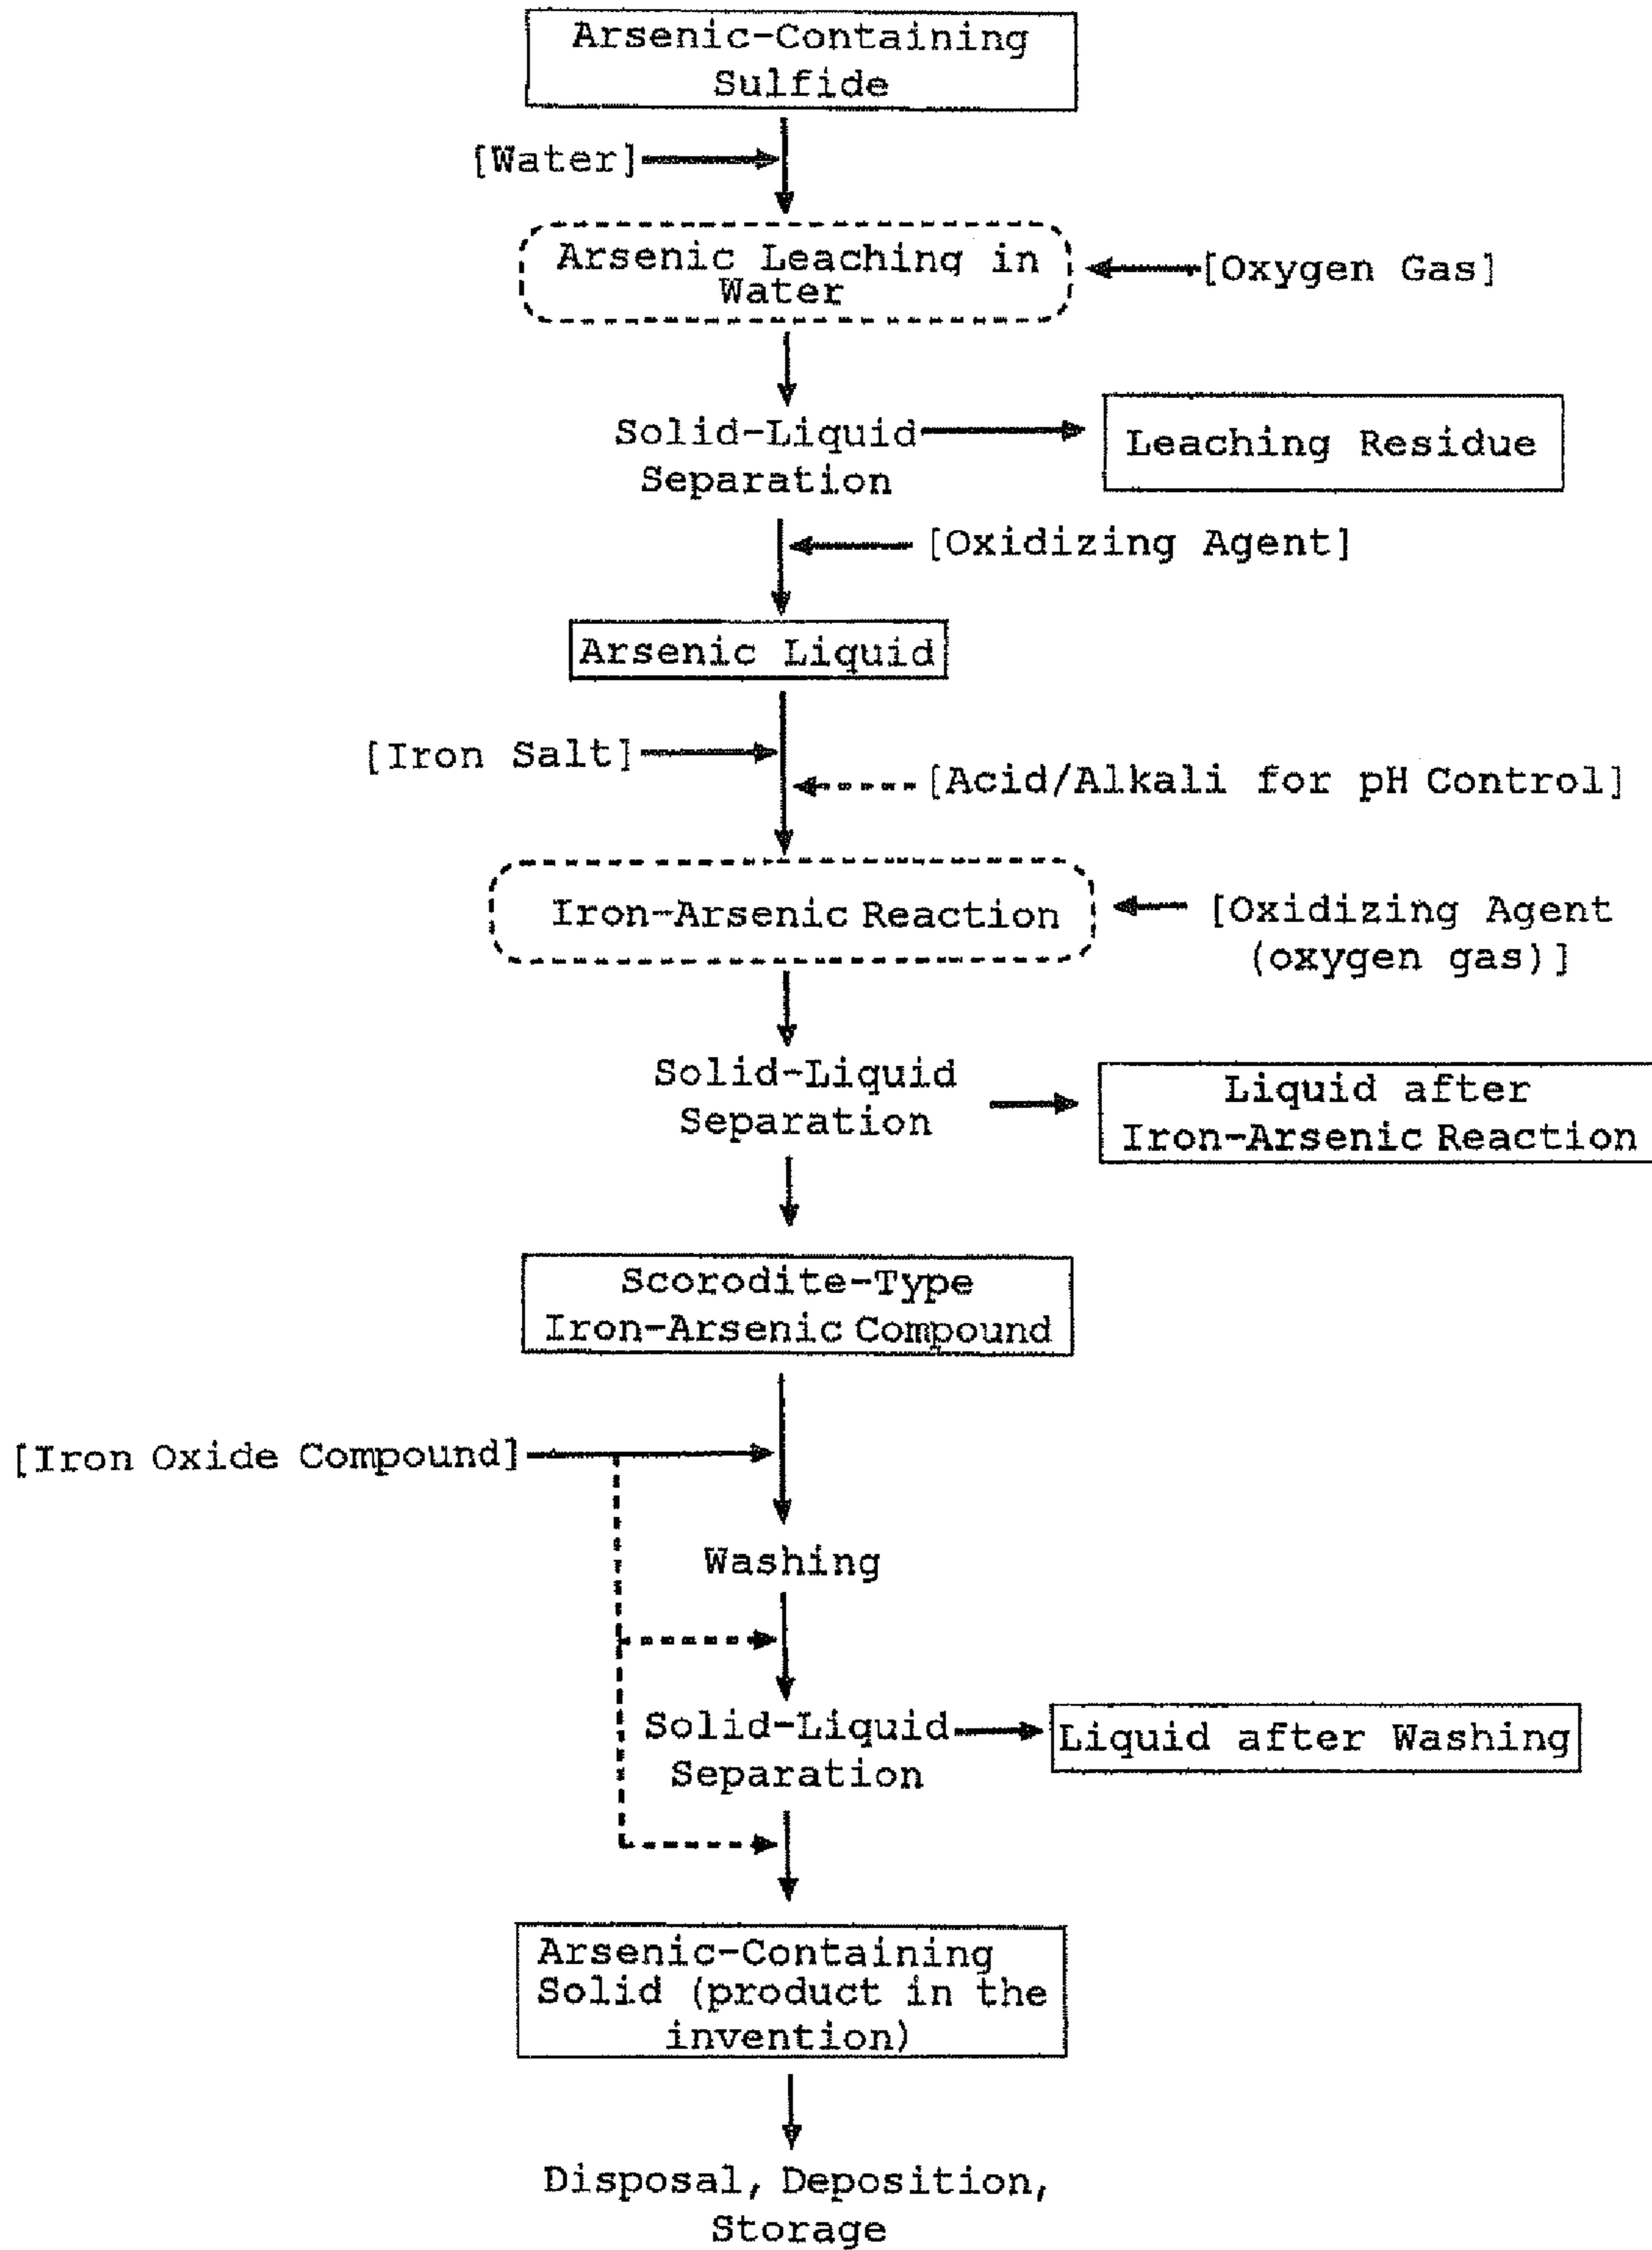 Arsenic-Containing
Sulfide
[Water]
Arsenic Leaching in
Water
[Oxygen Gas]
Solid-Liquid
Separation
Leaching Residue
[Oxidizing Agent]
Arsenic Liquid
[Iron Salt]
[Acid/Alkali for pH Control]
Iron-Arsenic Reaction
[Oxidizing Agent
(oxygen gas)]
Solid-Liquid
Separation
Liquid after
Iron-Arsenic Reaction
Scorodite-Type
Iron-Arsenic Compound
[Iron Oxide Compound]
Washing
Solid-Liquid
Separation
Liquid after Washing
Arsenic-Containing
Solid (product in the
invention)
Disposal, Deposition,
Storage